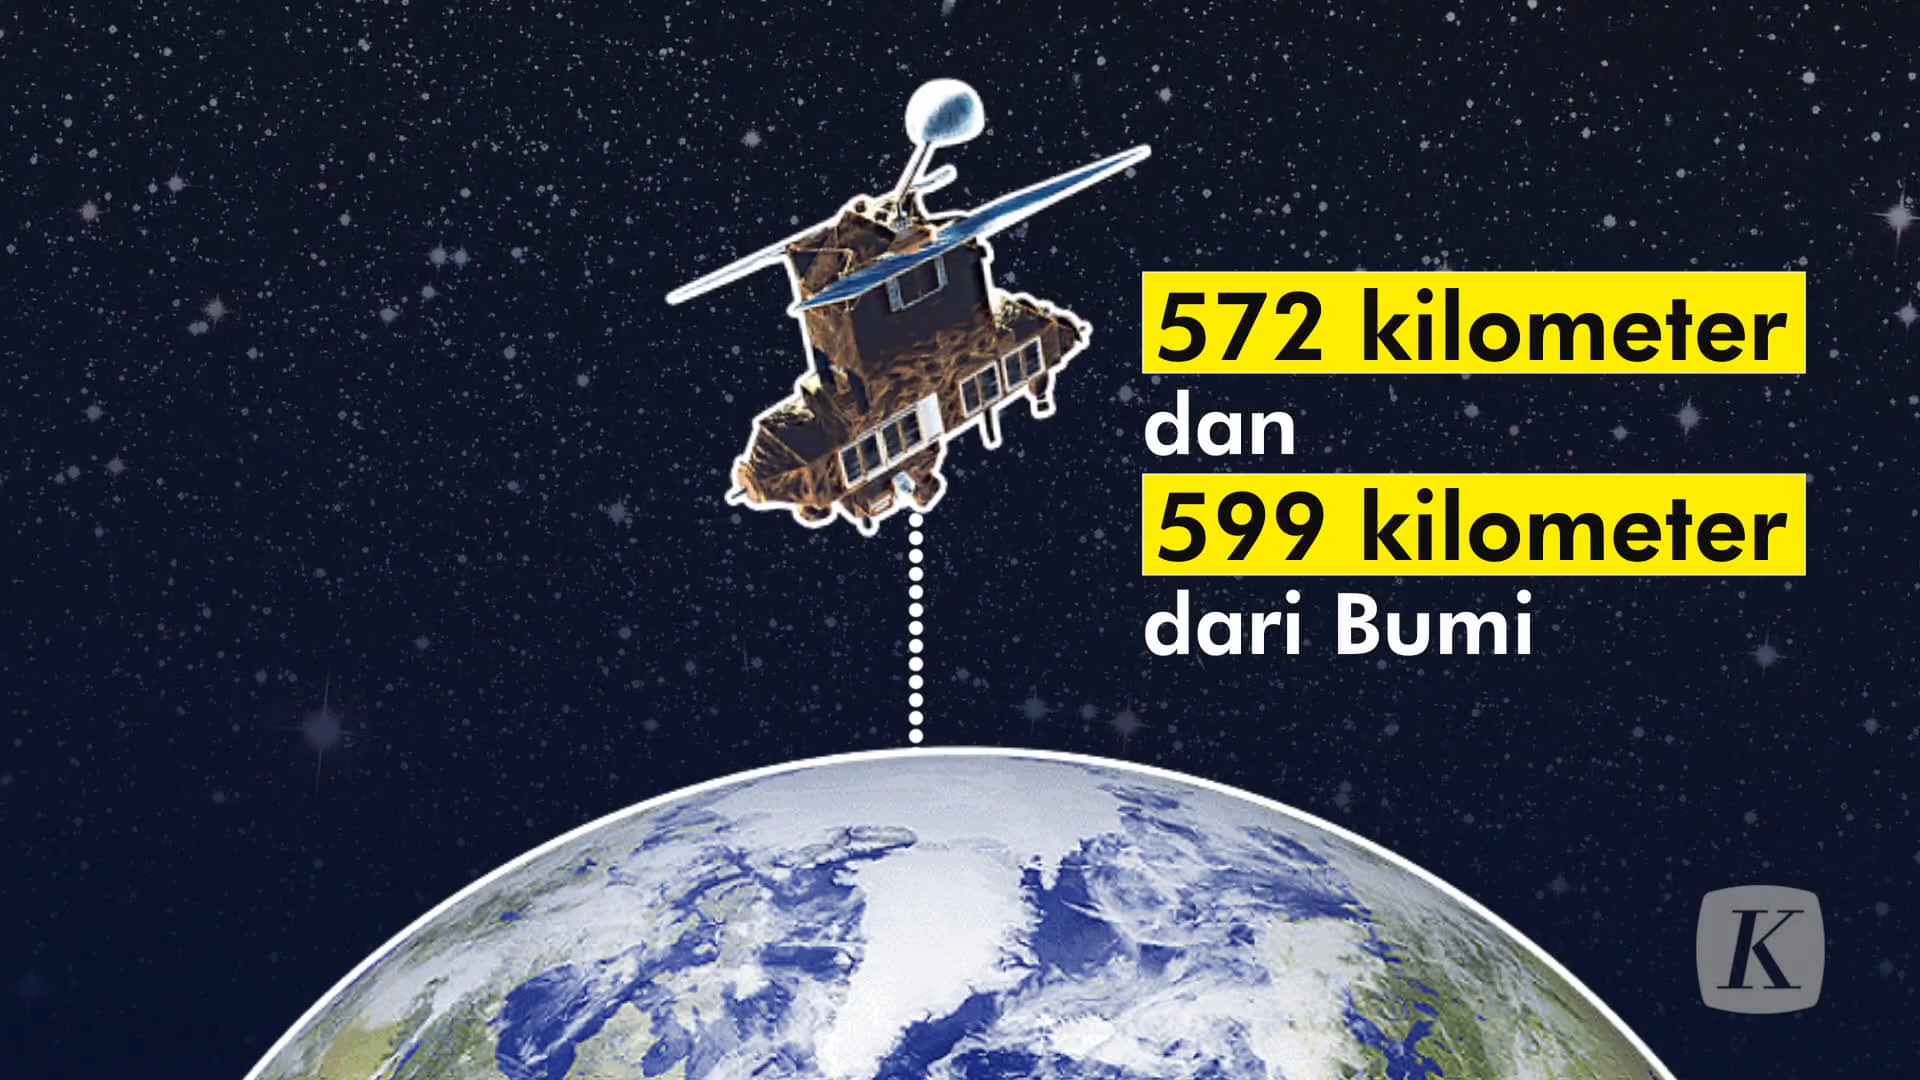 572 kilometer
dan
599 kilometer
dari Bumi
K